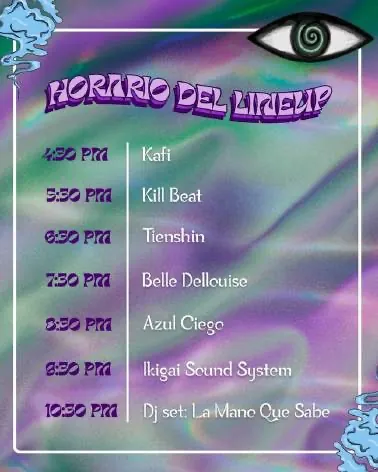 HORARIO DEL LINEUP
4:30 PM Kafi
5:30 PM Kill Beat
6:30 PM Tienshin
7:30 PM Belle Dellouise
8:30 PM Azul Ciego
9:30 PM Ikigai Sound System
10:30 PM Dj set: La Mano Que Sabe